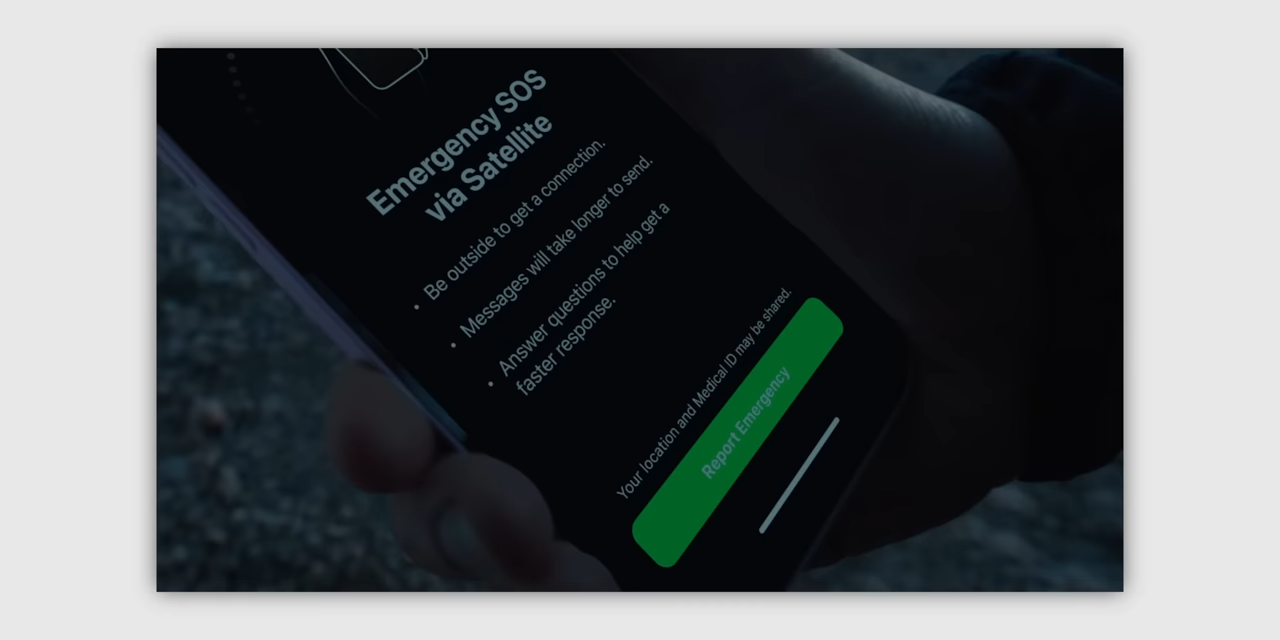 Emergency SOS
via Satellite
• Be outside to get a connection.
• Messages will take longer to send.
• Answer questions to help get a
faster response.
Your location and Medical ID may be shared.
Report Emergency